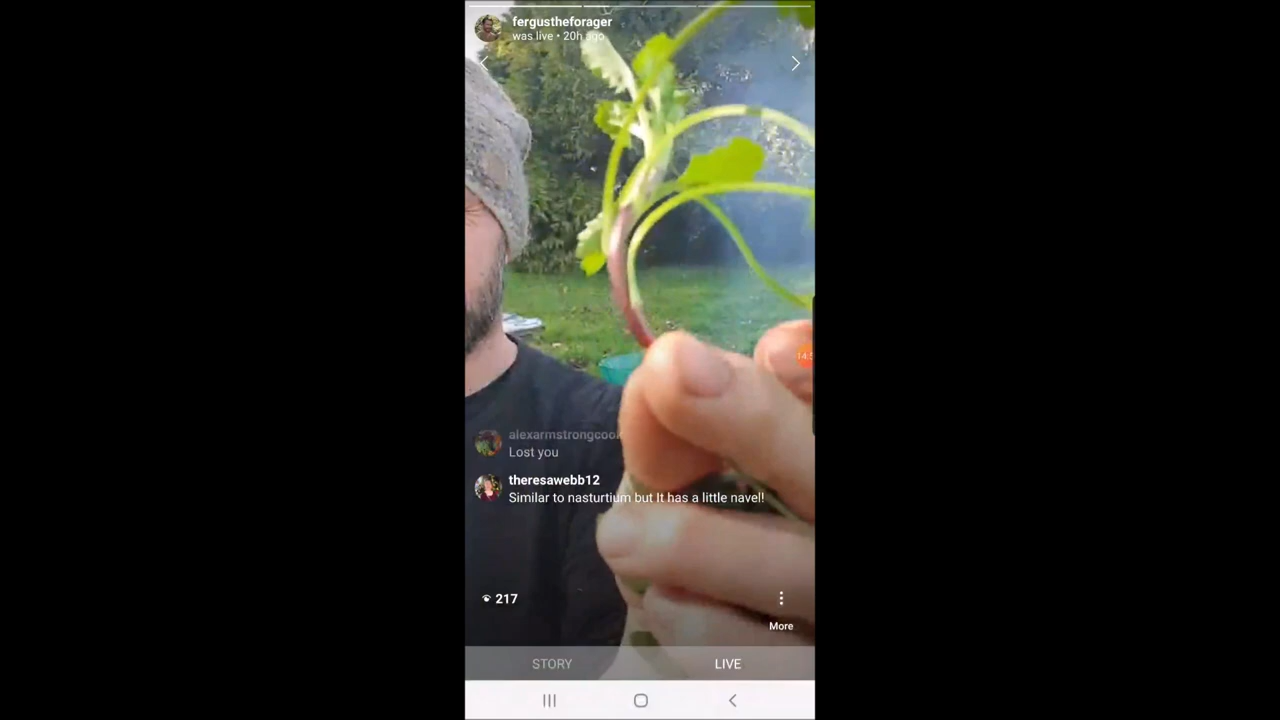 fergustheforager
was live • 20h ago
alexarmstrongcook
Lost you
theresawebb12
Similar to nasturtium but It has a little navel!
217
More
STORY
LIVE